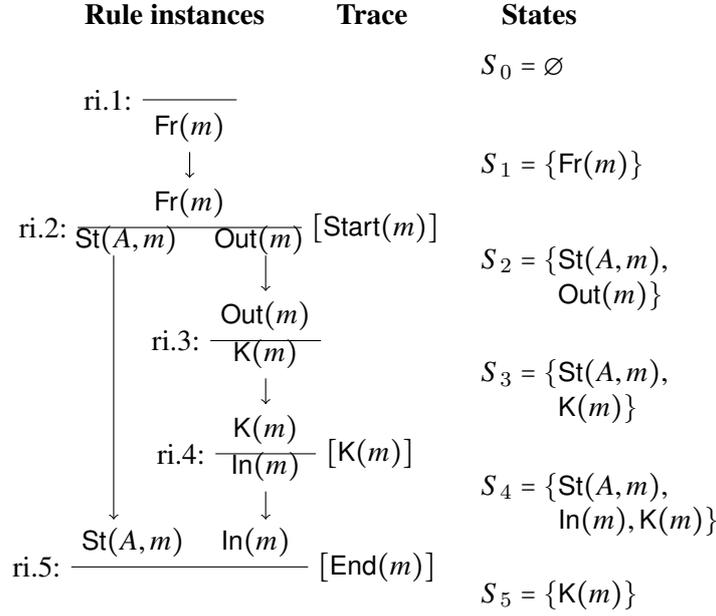 Rule instances Trace States
S₀ = ∅
ri.1:
Fr(m)
S₁ = {Fr(m)}
Fr(m)
ri.2: [Start(m)]
St(A, m) Out(m)
S₂ = {St(A, m),
Out(m)}
Out(m)
ri.3:
K(m)
S₃ = {St(A, m),
K(m)}
K(m)
ri.4: [K(m)]
In(m)
S₄ = {St(A, m),
In(m), K(m)}
St(A, m) In(m)
ri.5: [End(m)]
S₅ = {K(m)}